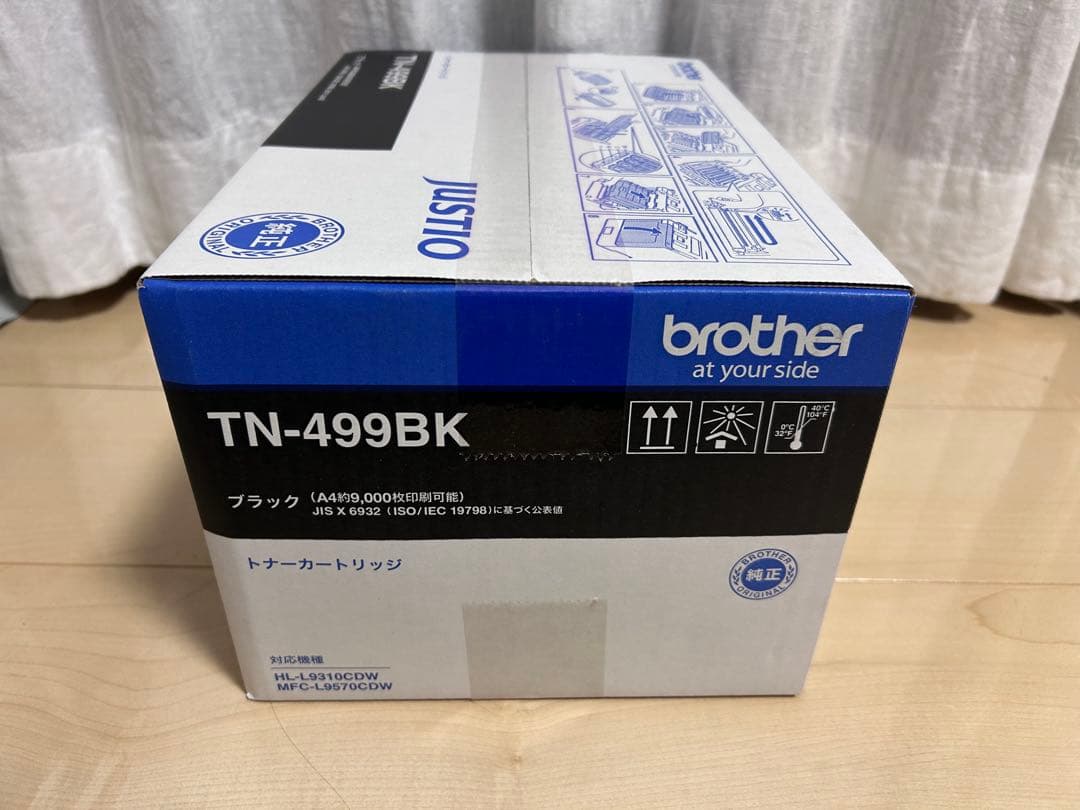 TN-499BK
JUSTIO
BROTHER
純正
ORIGINAL
brother
brother
at your side
TN-499BK
40°C
104°F
0°C
32°F
ブラック（A4約9,000枚印刷可能）
JIS X 6932（ISO/IEC 19798）に基づく公表値
トナーカートリッジ
BROTHER
純正
ORIGINAL
対応機種
HL-L9310CDW
MFC-L9570CDW